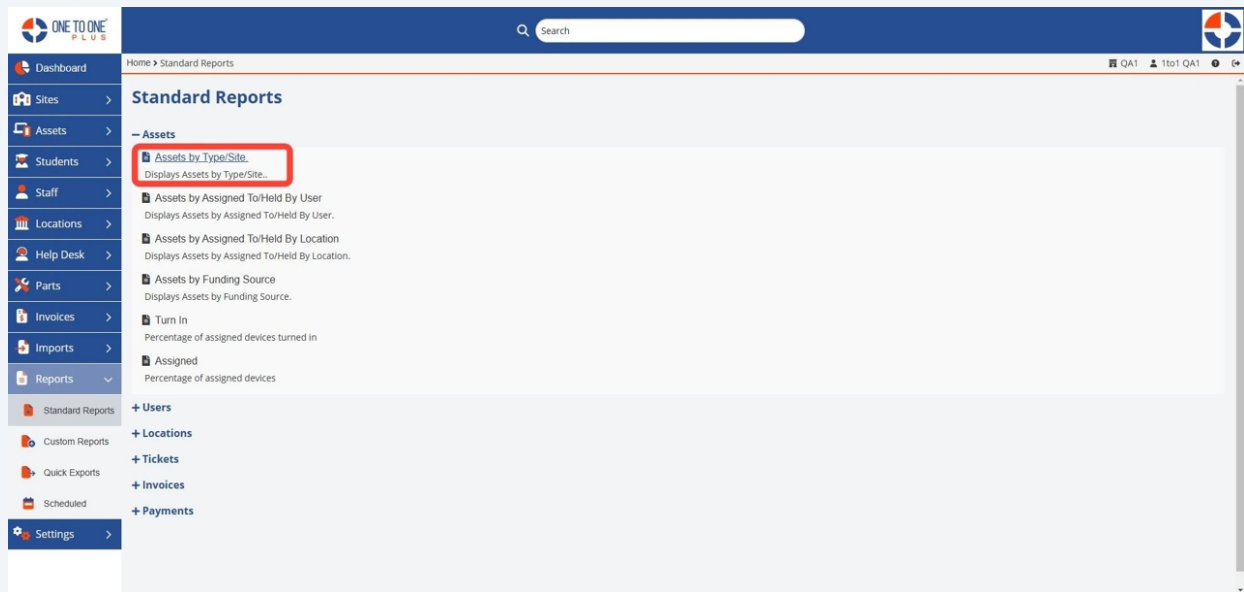 ONE TO ONE
PLUS
Search
Dashboard
Home > Standard Reports
QA1 1to1 QA1
Sites
Standard Reports
Assets
Assets
Assets by Type/Site.
Displays Assets by Type/Site..
Students
Staff
Assets by Assigned To/Held By User
Displays Assets by Assigned To/Held By User.
Locations
Assets by Assigned To/Held By Location
Displays Assets by Assigned To/Held By Location.
Help Desk
Parts
Assets by Funding Source
Displays Assets by Funding Source.
Invoices
Turn In
Percentage of assigned devices turned in
Imports
Assigned
Percentage of assigned devices
Reports
Standard Reports
+ Users
Custom Reports
+ Locations
+ Tickets
Quick Exports
+ Invoices
Scheduled
+ Payments
Settings